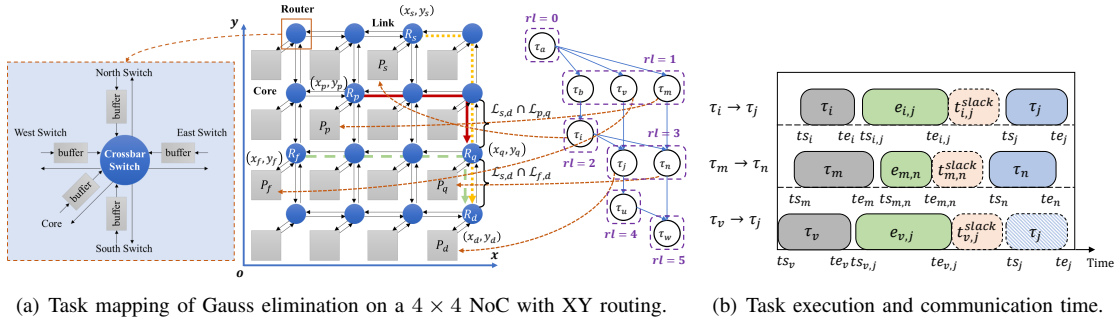 Router
Link
(x_s, y_s)
y
R_s
North Switch
buffer
West Switch
East Switch
buffer
buffer
Crossbar
Switch
buffer
buffer
Core
South Switch
P_s
Core
(x_p, y_p)
R_p
P_p
ℒ_{s,d} ∩ ℒ_{p,q}
(x_f, y_f)
R_f
R_q
(x_q, y_q)
P_f
P_q
ℒ_{s,d} ∩ ℒ_{f,d}
R_d
(x_d, y_d)
P_d
o
x
rl = 0
τ_a
rl = 1
τ_b
τ_v
τ_m
τ_i
rl = 2
rl = 3
τ_j
τ_n
τ_u
rl = 4
τ_w
rl = 5
τ_i → τ_j
τ_i
e_{i,j}
t_{i,j}^{slack}
τ_j
ts_i
te_i
ts_{i,j}
te_{i,j}
ts_j
te_j
τ_m → τ_n
τ_m
e_{m,n}
t_{m,n}^{slack}
τ_n
ts_m
te_m
ts_{m,n}
te_{m,n}
ts_n
te_n
τ_v → τ_j
τ_v
e_{v,j}
t_{v,j}^{slack}
τ_j
ts_v
te_v
ts_{v,j}
te_{v,j}
ts_j
te_j
Time
(a) Task mapping of Gauss elimination on a 4 × 4 NoC with XY routing.
(b) Task execution and communication time.